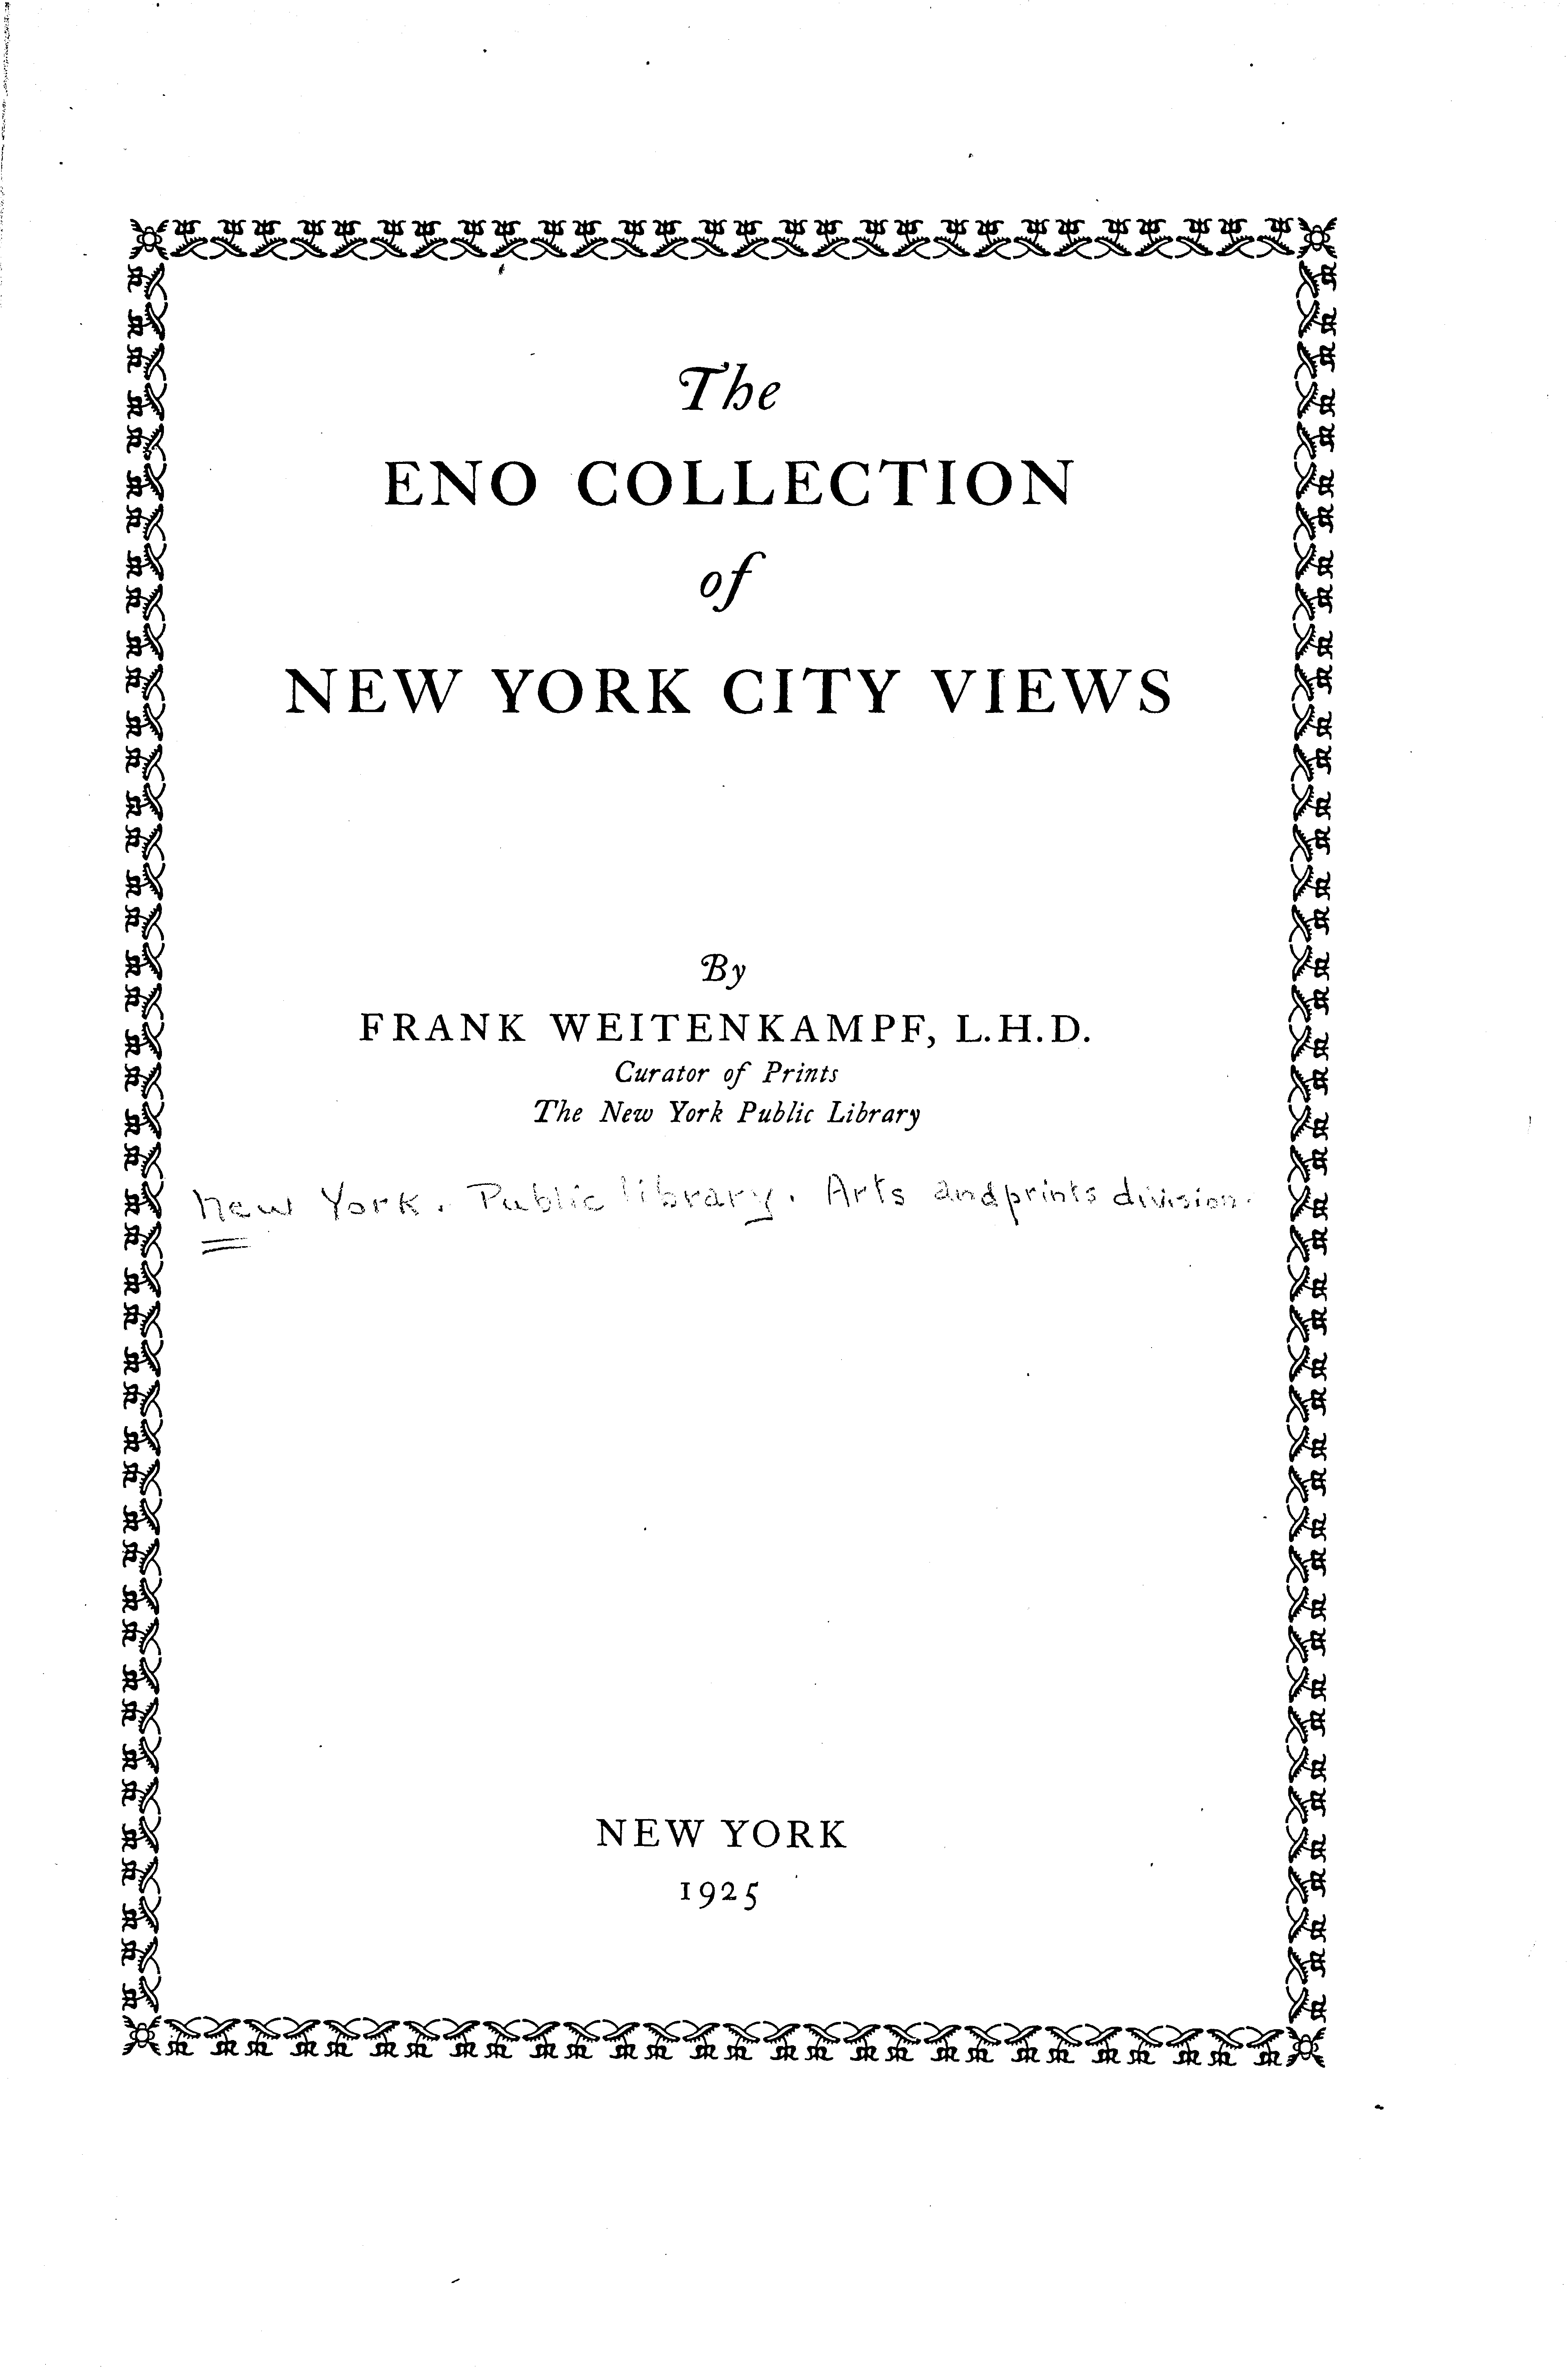 The
ENO COLLECTION
of
NEW YORK CITY VIEWS
By
FRANK WEITENKAMPF, L.H.D.
Curator of Prints
The New York Public Library
New York. Public library. Arts and prints division.
NEW YORK
1925